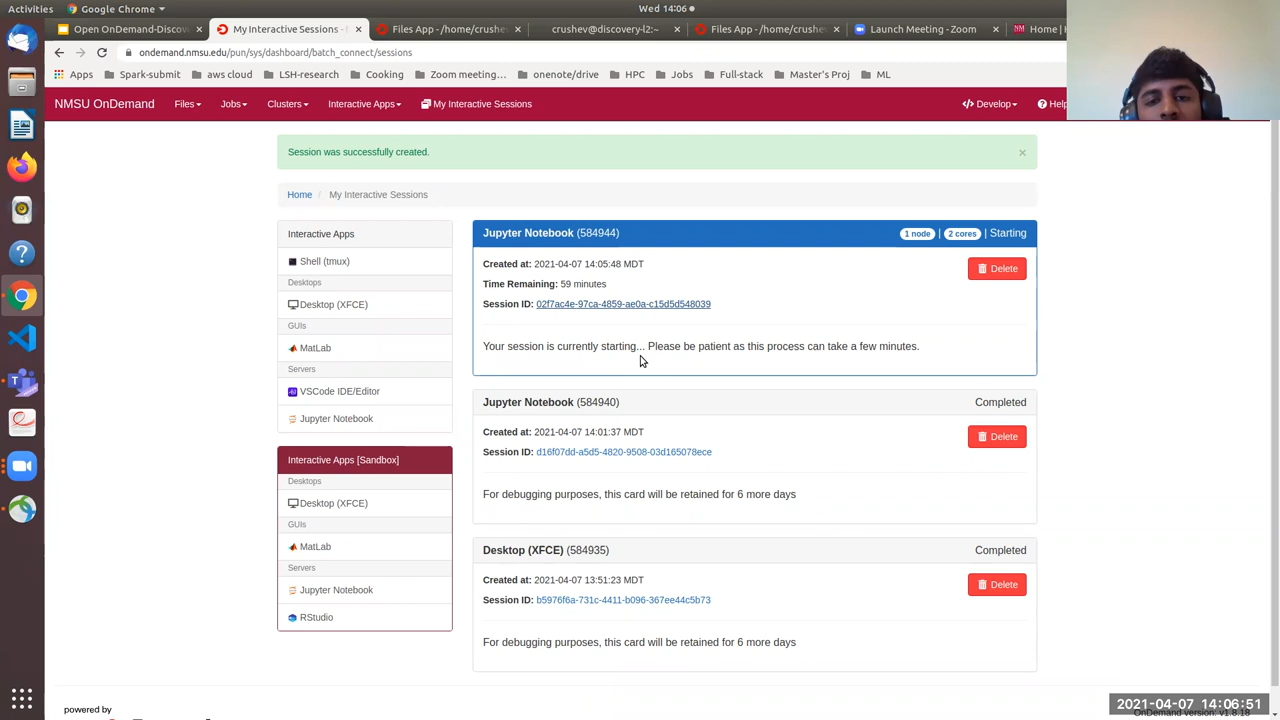 Activities
Google Chrome
Wed 14:06
Open OnDemand-Discov
My Interactive Sessions -
Files App - /home/crushev
crushev@discovery-l2:~
Files App - /home/crushev
Launch Meeting - Zoom
Home |
ondemand.nmsu.edu/pun/sys/dashboard/batch_connect/sessions
Apps
Spark-submit
aws cloud
LSH-research
Cooking
Zoom meeting…
onenote/drive
HPC
Jobs
Full-stack
Master's Proj
ML
NMSU OnDemand
Files
Jobs
Clusters
Interactive Apps
My Interactive Sessions
</> Develop
Help
Session was successfully created.
×
Home / My Interactive Sessions
Interactive Apps
Shell (tmux)
Desktops
Desktop (XFCE)
GUIs
MatLab
Servers
VSCode IDE/Editor
Jupyter Notebook
Interactive Apps [Sandbox]
Desktops
Desktop (XFCE)
GUIs
MatLab
Servers
Jupyter Notebook
RStudio
Jupyter Notebook (584944)
1 node | 2 cores | Starting
Created at: 2021-04-07 14:05:48 MDT
Delete
Time Remaining: 59 minutes
Session ID: 02f7ac4e-97ca-4859-ae0a-c15d5d548039
Your session is currently starting... Please be patient as this process can take a few minutes.
Jupyter Notebook (584940)
Completed
Created at: 2021-04-07 14:01:37 MDT
Delete
Session ID: d16f07dd-a5d5-4820-9508-03d165078ece
For debugging purposes, this card will be retained for 6 more days
Desktop (XFCE) (584935)
Completed
Created at: 2021-04-07 13:51:23 MDT
Delete
Session ID: b5976f6a-731c-4411-b096-367ee44c5b73
For debugging purposes, this card will be retained for 6 more days
powered by
OnDemand version: v1.8.18
2021-04-07 14:06:51